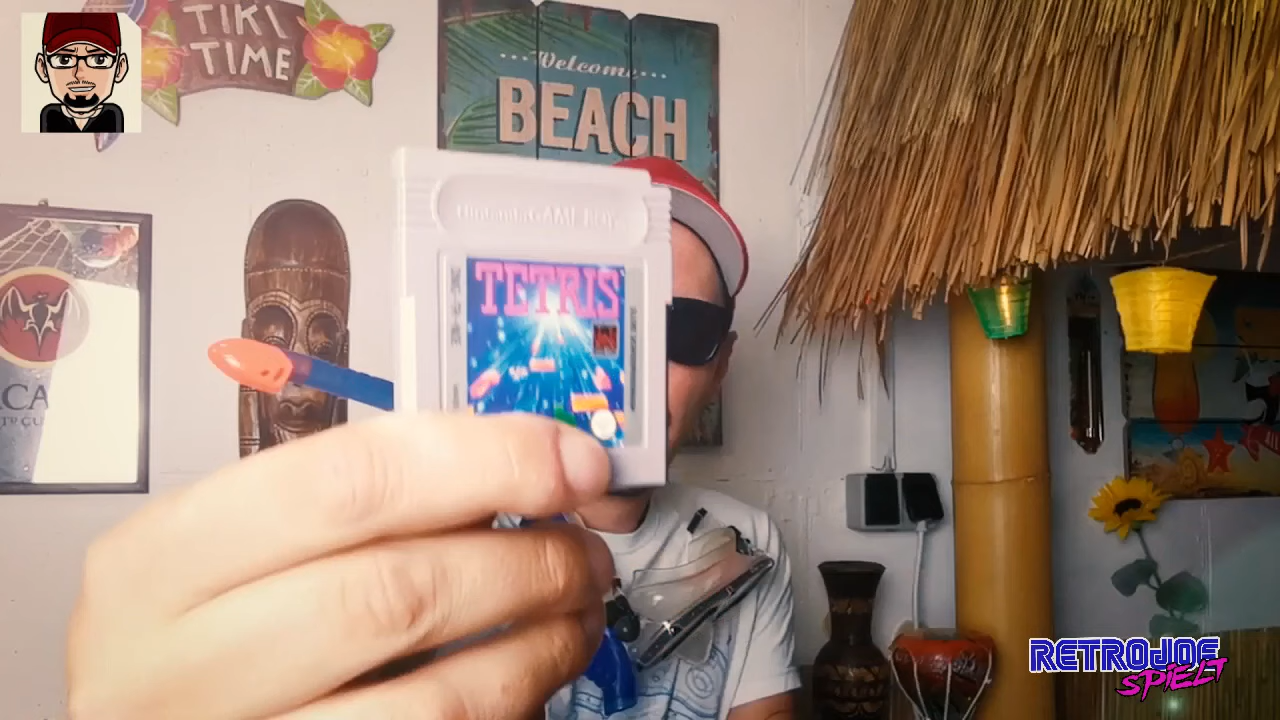 TIKI
TIME
Welcome
BEACH
Nintendo GAME BOY
TETRIS
RETROJOE
SPIELT